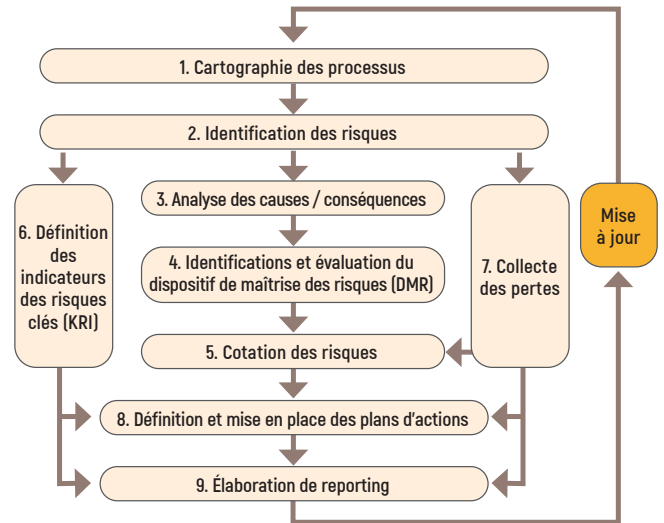 1. Cartographie des processus
2. Identification des risques
3. Analyse des causes / conséquences
4. Identifications et évaluation du
dispositif de maîtrise des risques (DMR)
5. Cotation des risques
6. Définition
des
indicateurs
des risques
clés (KRI)
7. Collecte
des pertes
Mise
à jour
8. Définition et mise en place des plans d'actions
9. Élaboration de reporting